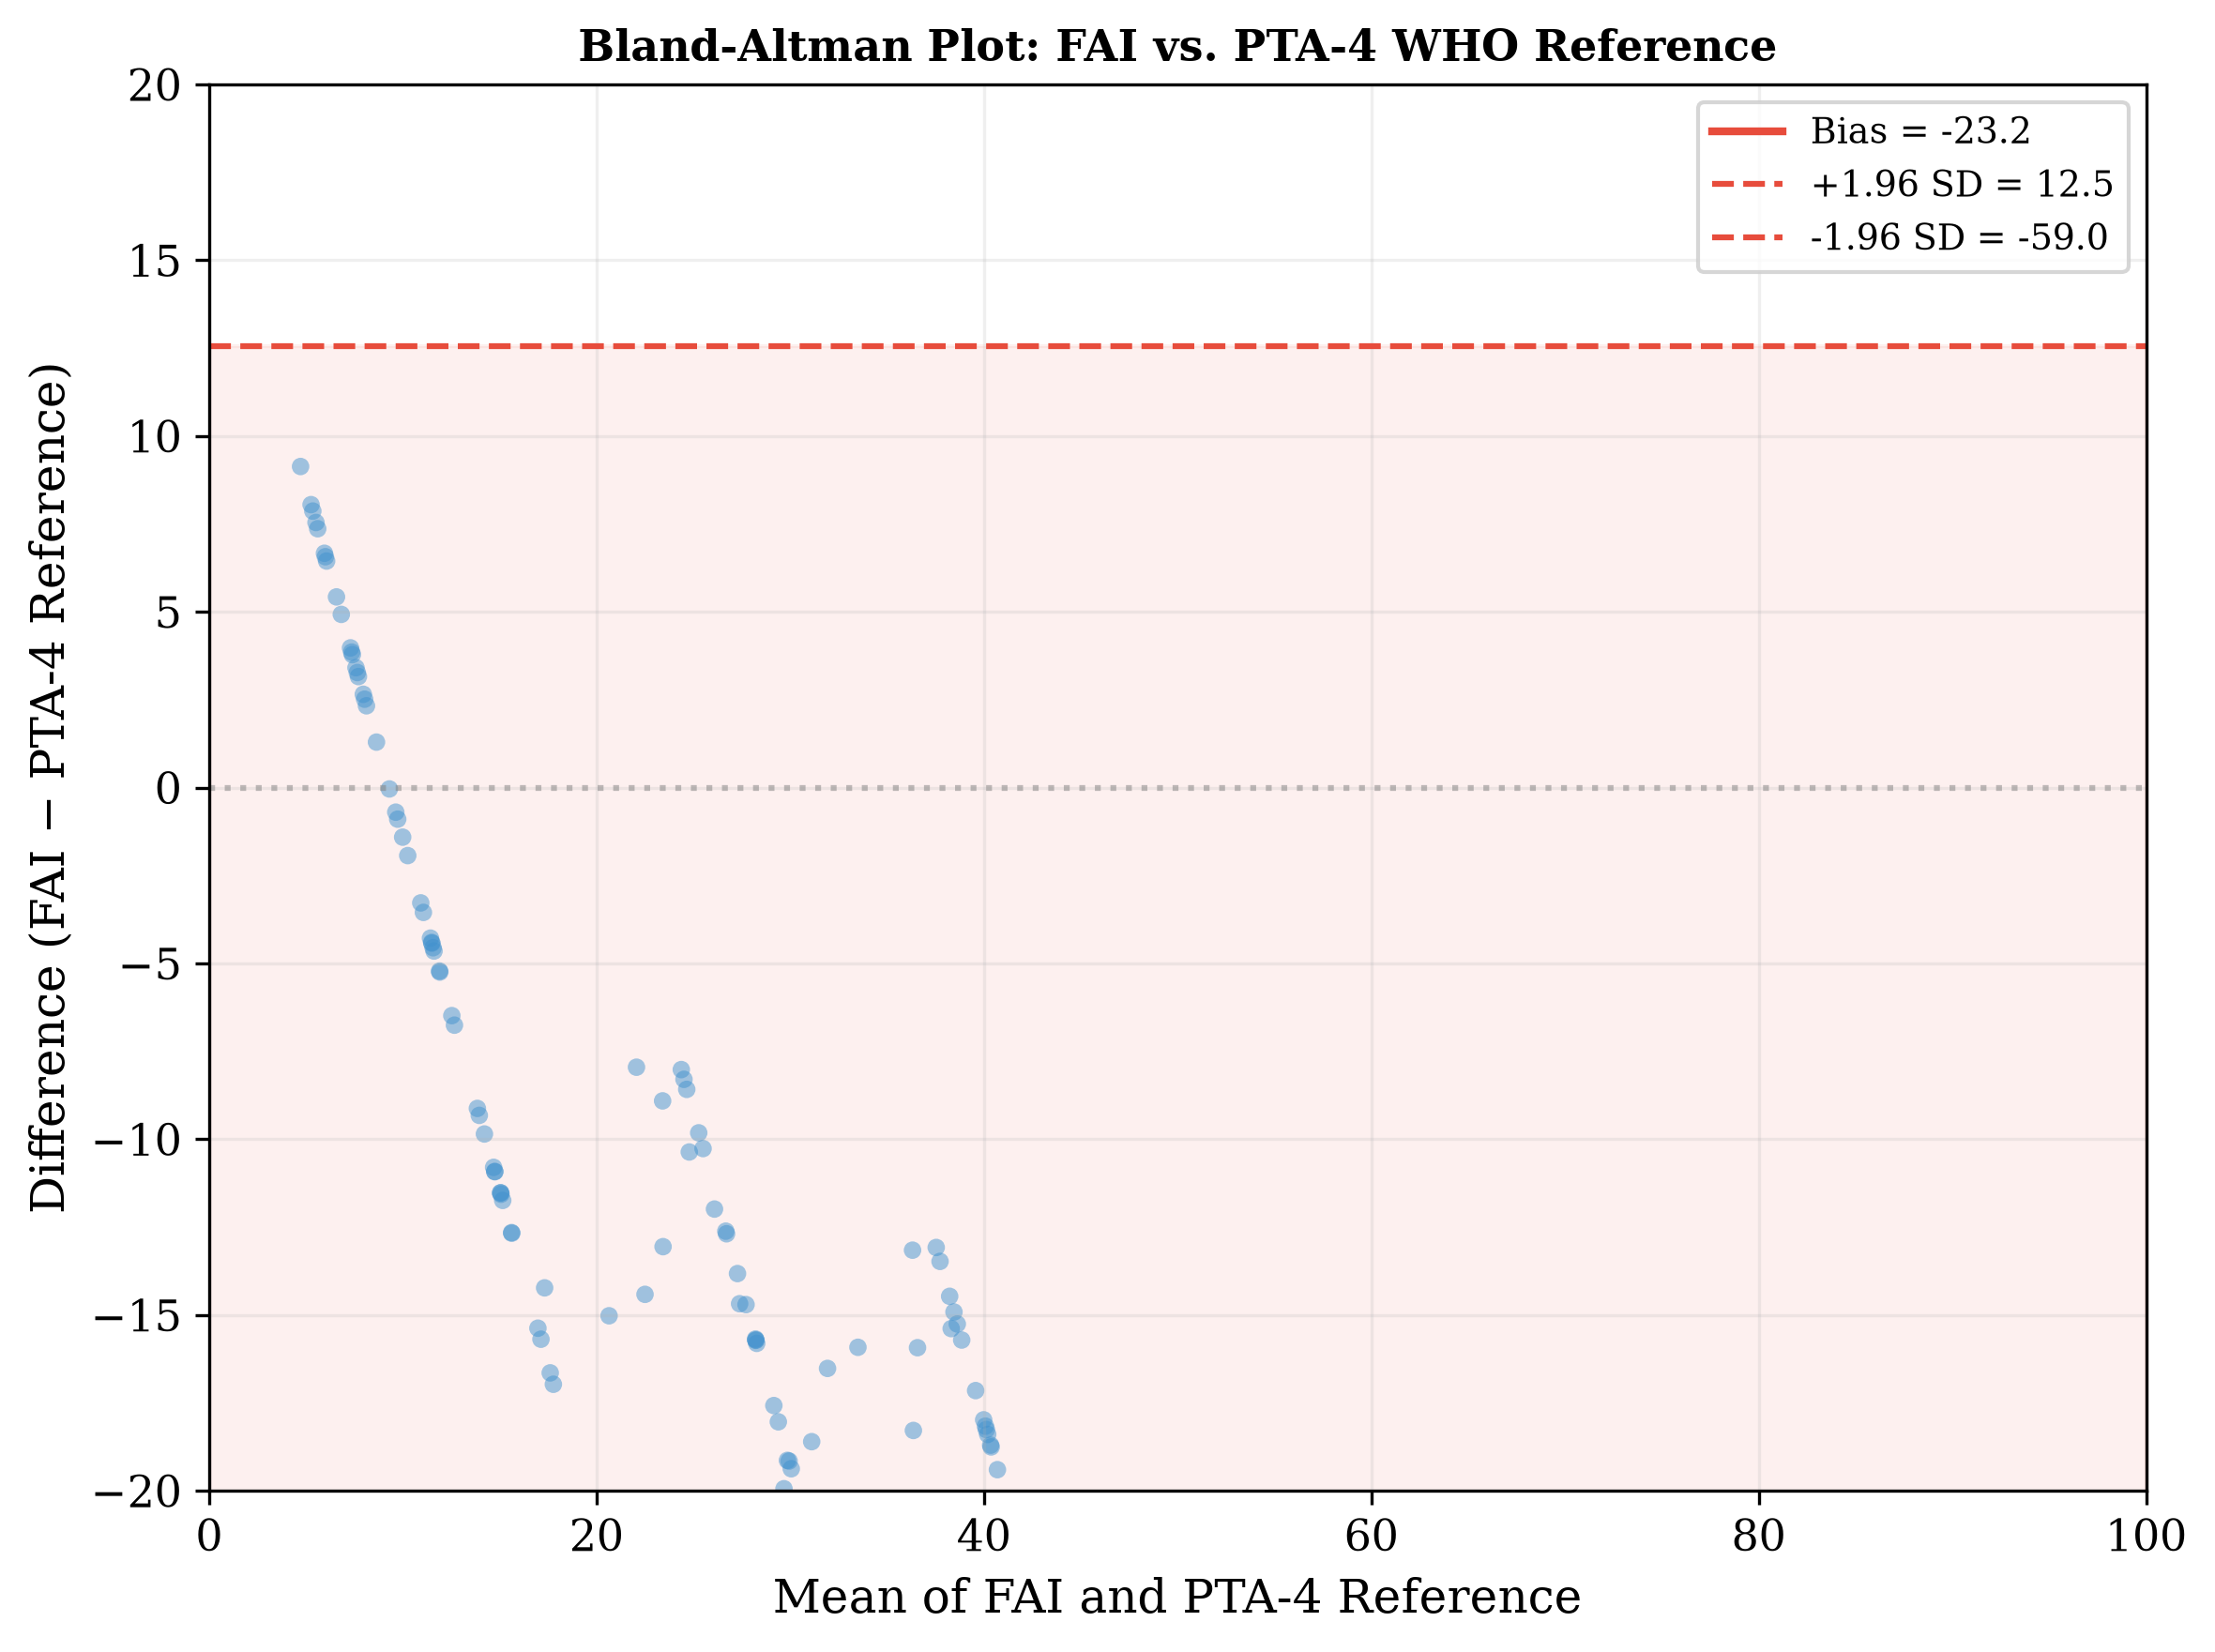 Bland-Altman Plot: FAI vs. PTA-4 WHO Reference
Bias = -23.2
+1.96 SD = 12.5
-1.96 SD = -59.0
Difference (FAI − PTA-4 Reference)
20
15
10
5
0
−5
−10
−15
−20
0 20 40 60 80 100
Mean of FAI and PTA-4 Reference